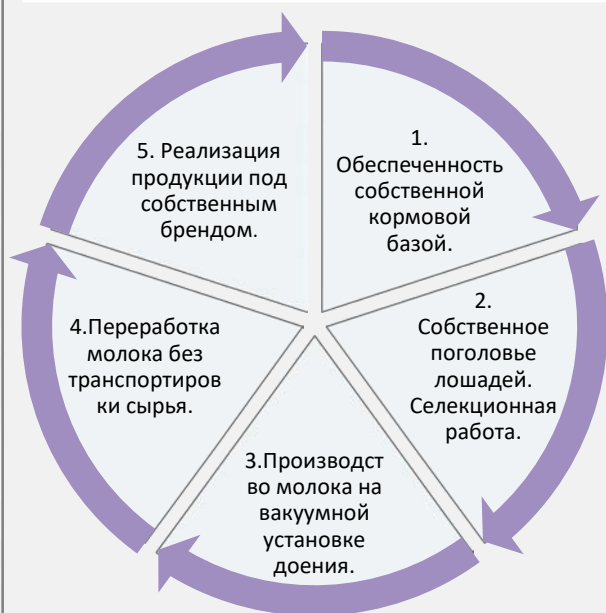 1.
Обеспеченность
собственной
кормовой
базой.
2.
Собственное
поголовье
лошадей.
Селекционная
работа.
3.Производст
во молока на
вакуумной
установке
доения.
4.Переработка
молока без
транспортиров
ки сырья.
5. Реализация
продукции под
собственным
брендом.